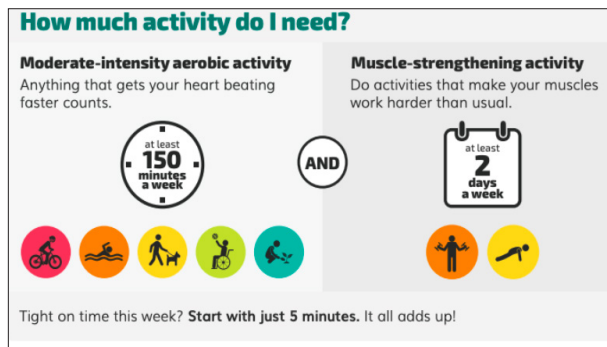 How much activity do I need?
Moderate-intensity aerobic activity
Anything that gets your heart beating
faster counts.
at least
150
minutes
a week
AND
Muscle-strengthening activity
Do activities that make your muscles
work harder than usual.
at least
2
days
a week
Tight on time this week? Start with just 5 minutes. It all adds up!